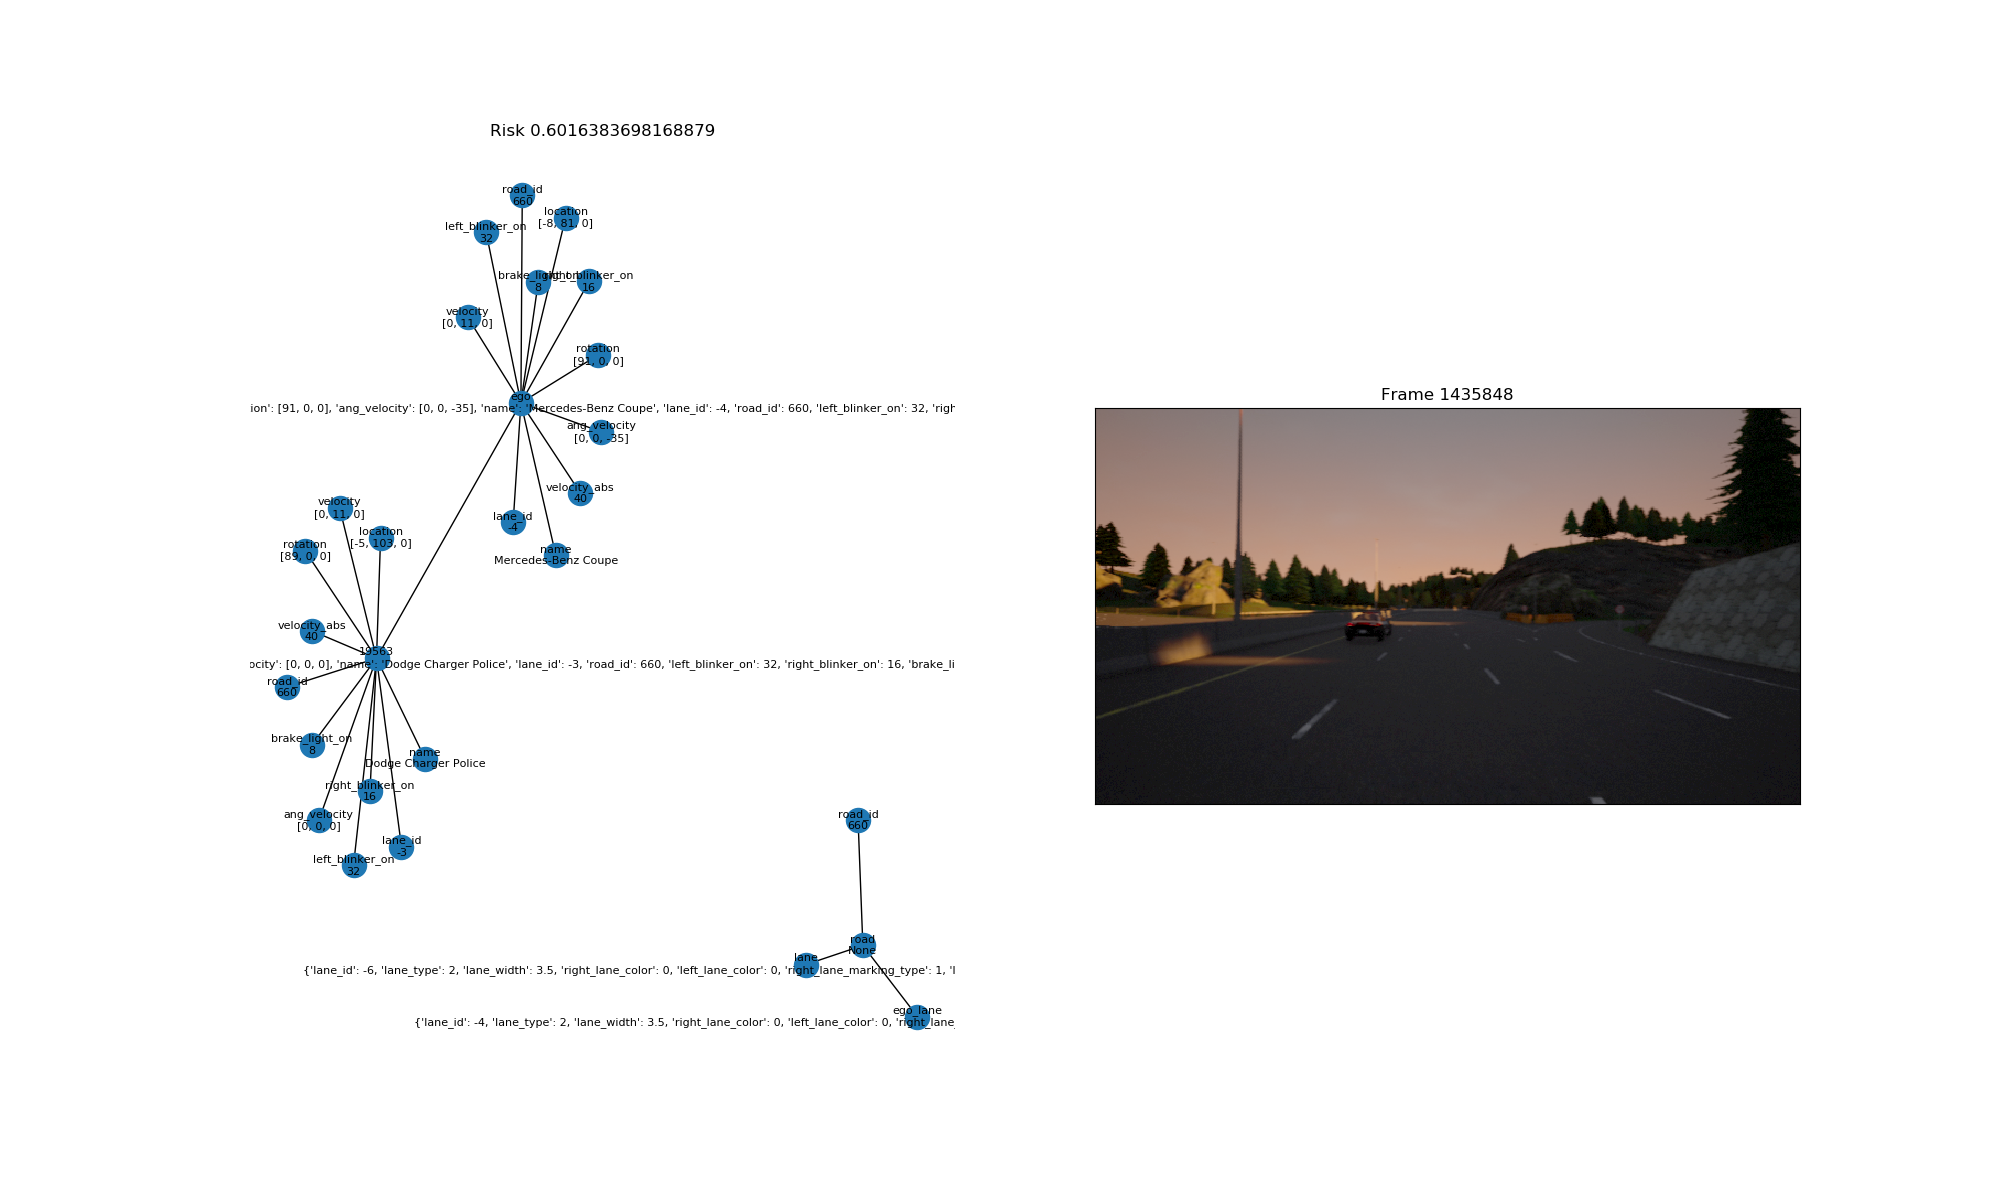 Risk 0.6016383698168879
road_id
660
location
[-8, 81, 0]
left_blinker_on
32
brake_light_on
8
right_blinker_on
16
velocity
[0, 11, 0]
rotation
[91, 0, 0]
ego
ion': [91, 0, 0], 'ang_velocity': [0, 0, -35], 'name': 'Mercedes-Benz Coupe', 'lane_id': -4, 'road_id': 660, 'left_blinker_on': 32, 'righ
ang_velocity
[0, 0, -35]
velocity_abs
40
lane_id
-4
name
Mercedes-Benz Coupe
velocity
[0, 11, 0]
location
[-5, 103, 0]
rotation
[89, 0, 0]
velocity_abs
40
19563
ocity': [0, 0, 0], 'name': 'Dodge Charger Police', 'lane_id': -3, 'road_id': 660, 'left_blinker_on': 32, 'right_blinker_on': 16, 'brake_li
road_id
660
brake_light_on
8
name
Dodge Charger Police
right_blinker_on
16
ang_velocity
[0, 0, 0]
lane_id
-3
left_blinker_on
32
road_id
660
road
None
lane
{'lane_id': -6, 'lane_type': 2, 'lane_width': 3.5, 'right_lane_color': 0, 'left_lane_color': 0, 'right_lane_marking_type': 1, 'l
ego_lane
{'lane_id': -4, 'lane_type': 2, 'lane_width': 3.5, 'right_lane_color': 0, 'left_lane_color': 0, 'right_lane_
Frame 1435848